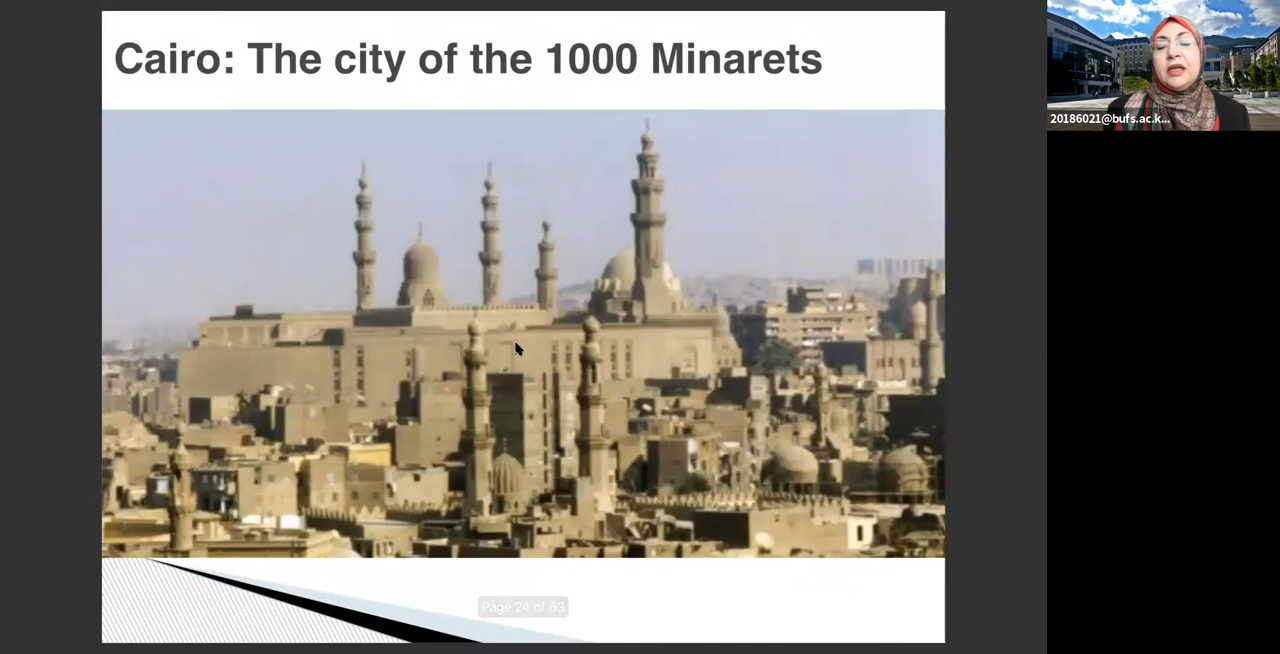 Cairo: The city of the 1000 Minarets
20186021@bufs.ac.k...
Page 24 of 63